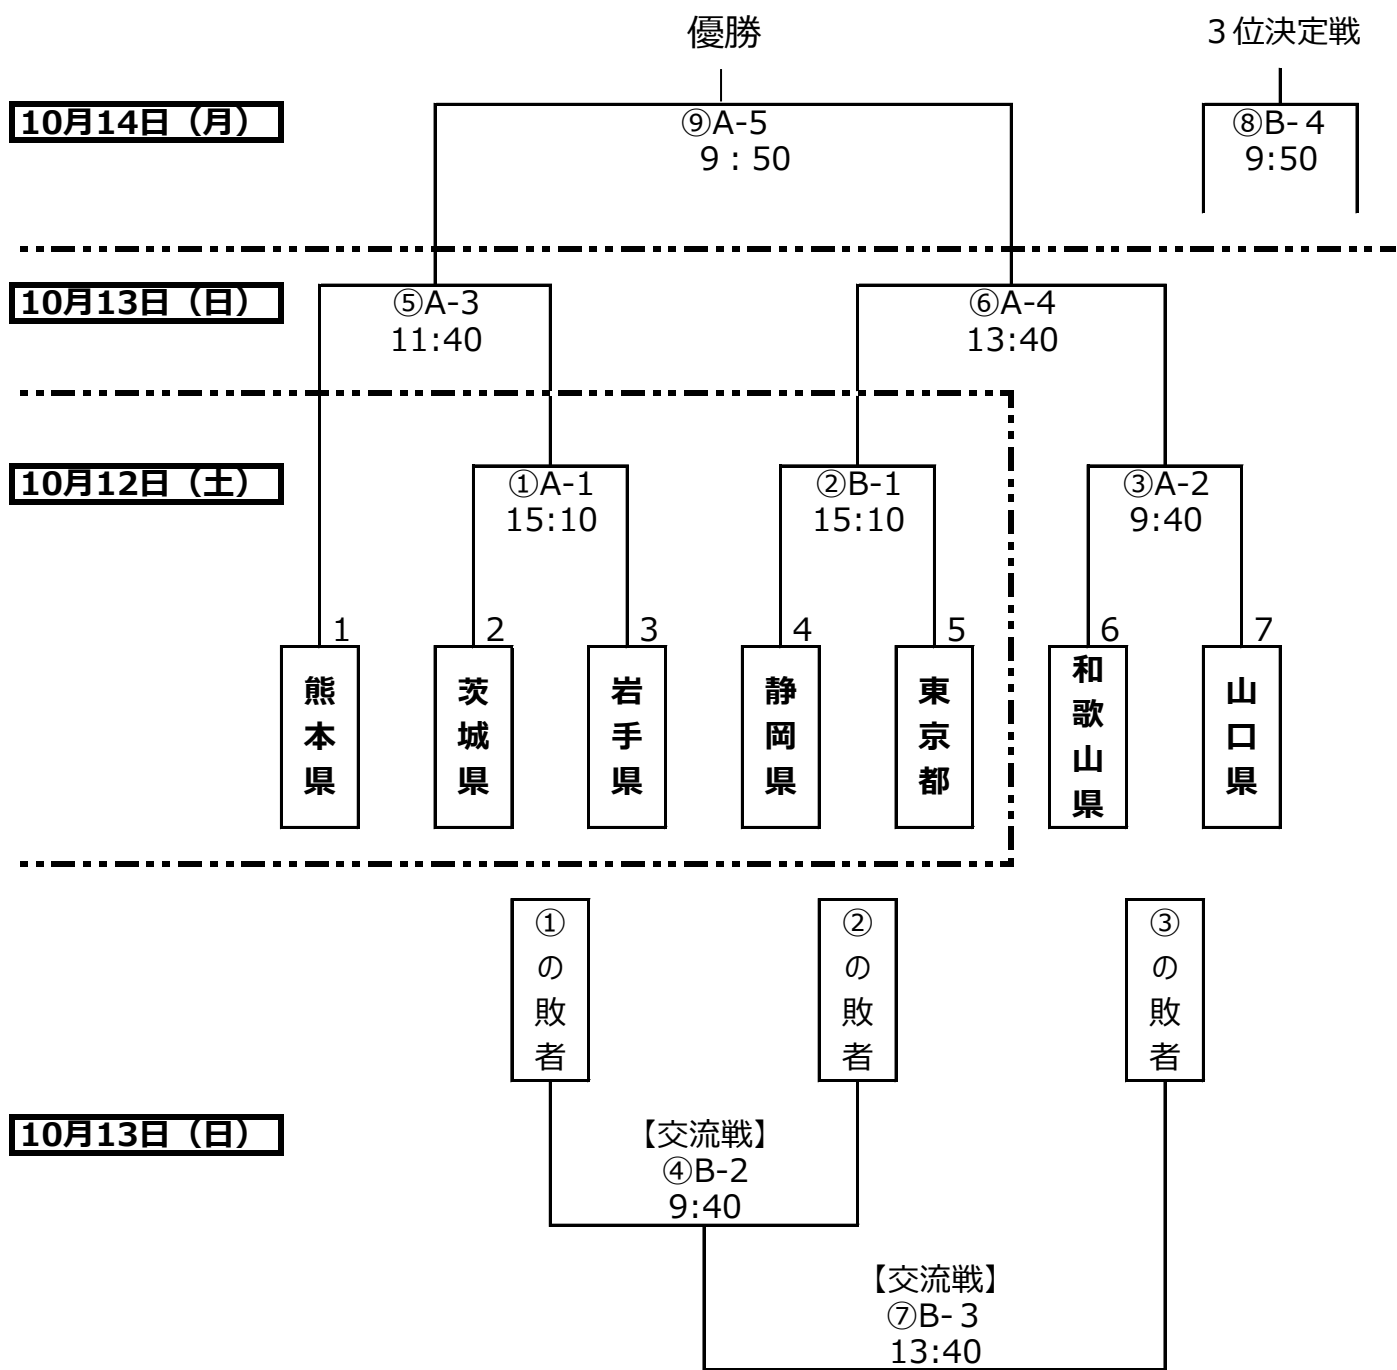 優勝
３位決定戦
10月14日（月）
⑨A-5
9：50
⑧B-４
9:50
10月13日（日）
⑤A-3
11:40
⑥A-4
13:40
10月12日（土）
①A-1
15:10
②B-1
15:10
③A-2
9:40
1
2
3
4
5
6
7
熊本県
茨城県
岩手県
静岡県
東京都
和歌山県
山口県
①の敗者
②の敗者
③の敗者
10月13日（日）
【交流戦】
④B-2
9:40
【交流戦】
⑦B-３
13:40